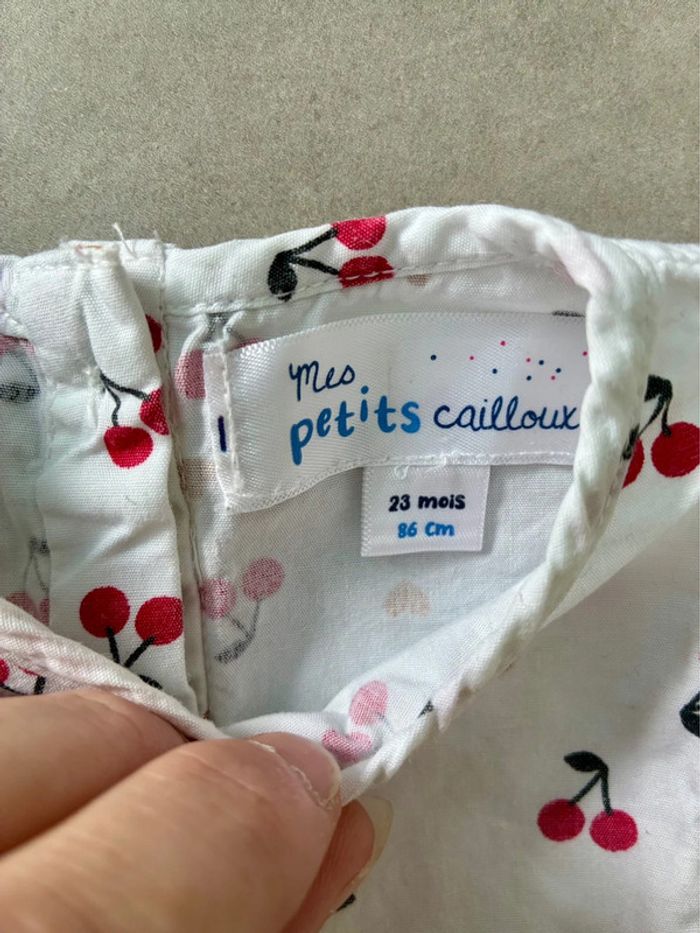 Mes
petits cailloux
23 mois
86 cm